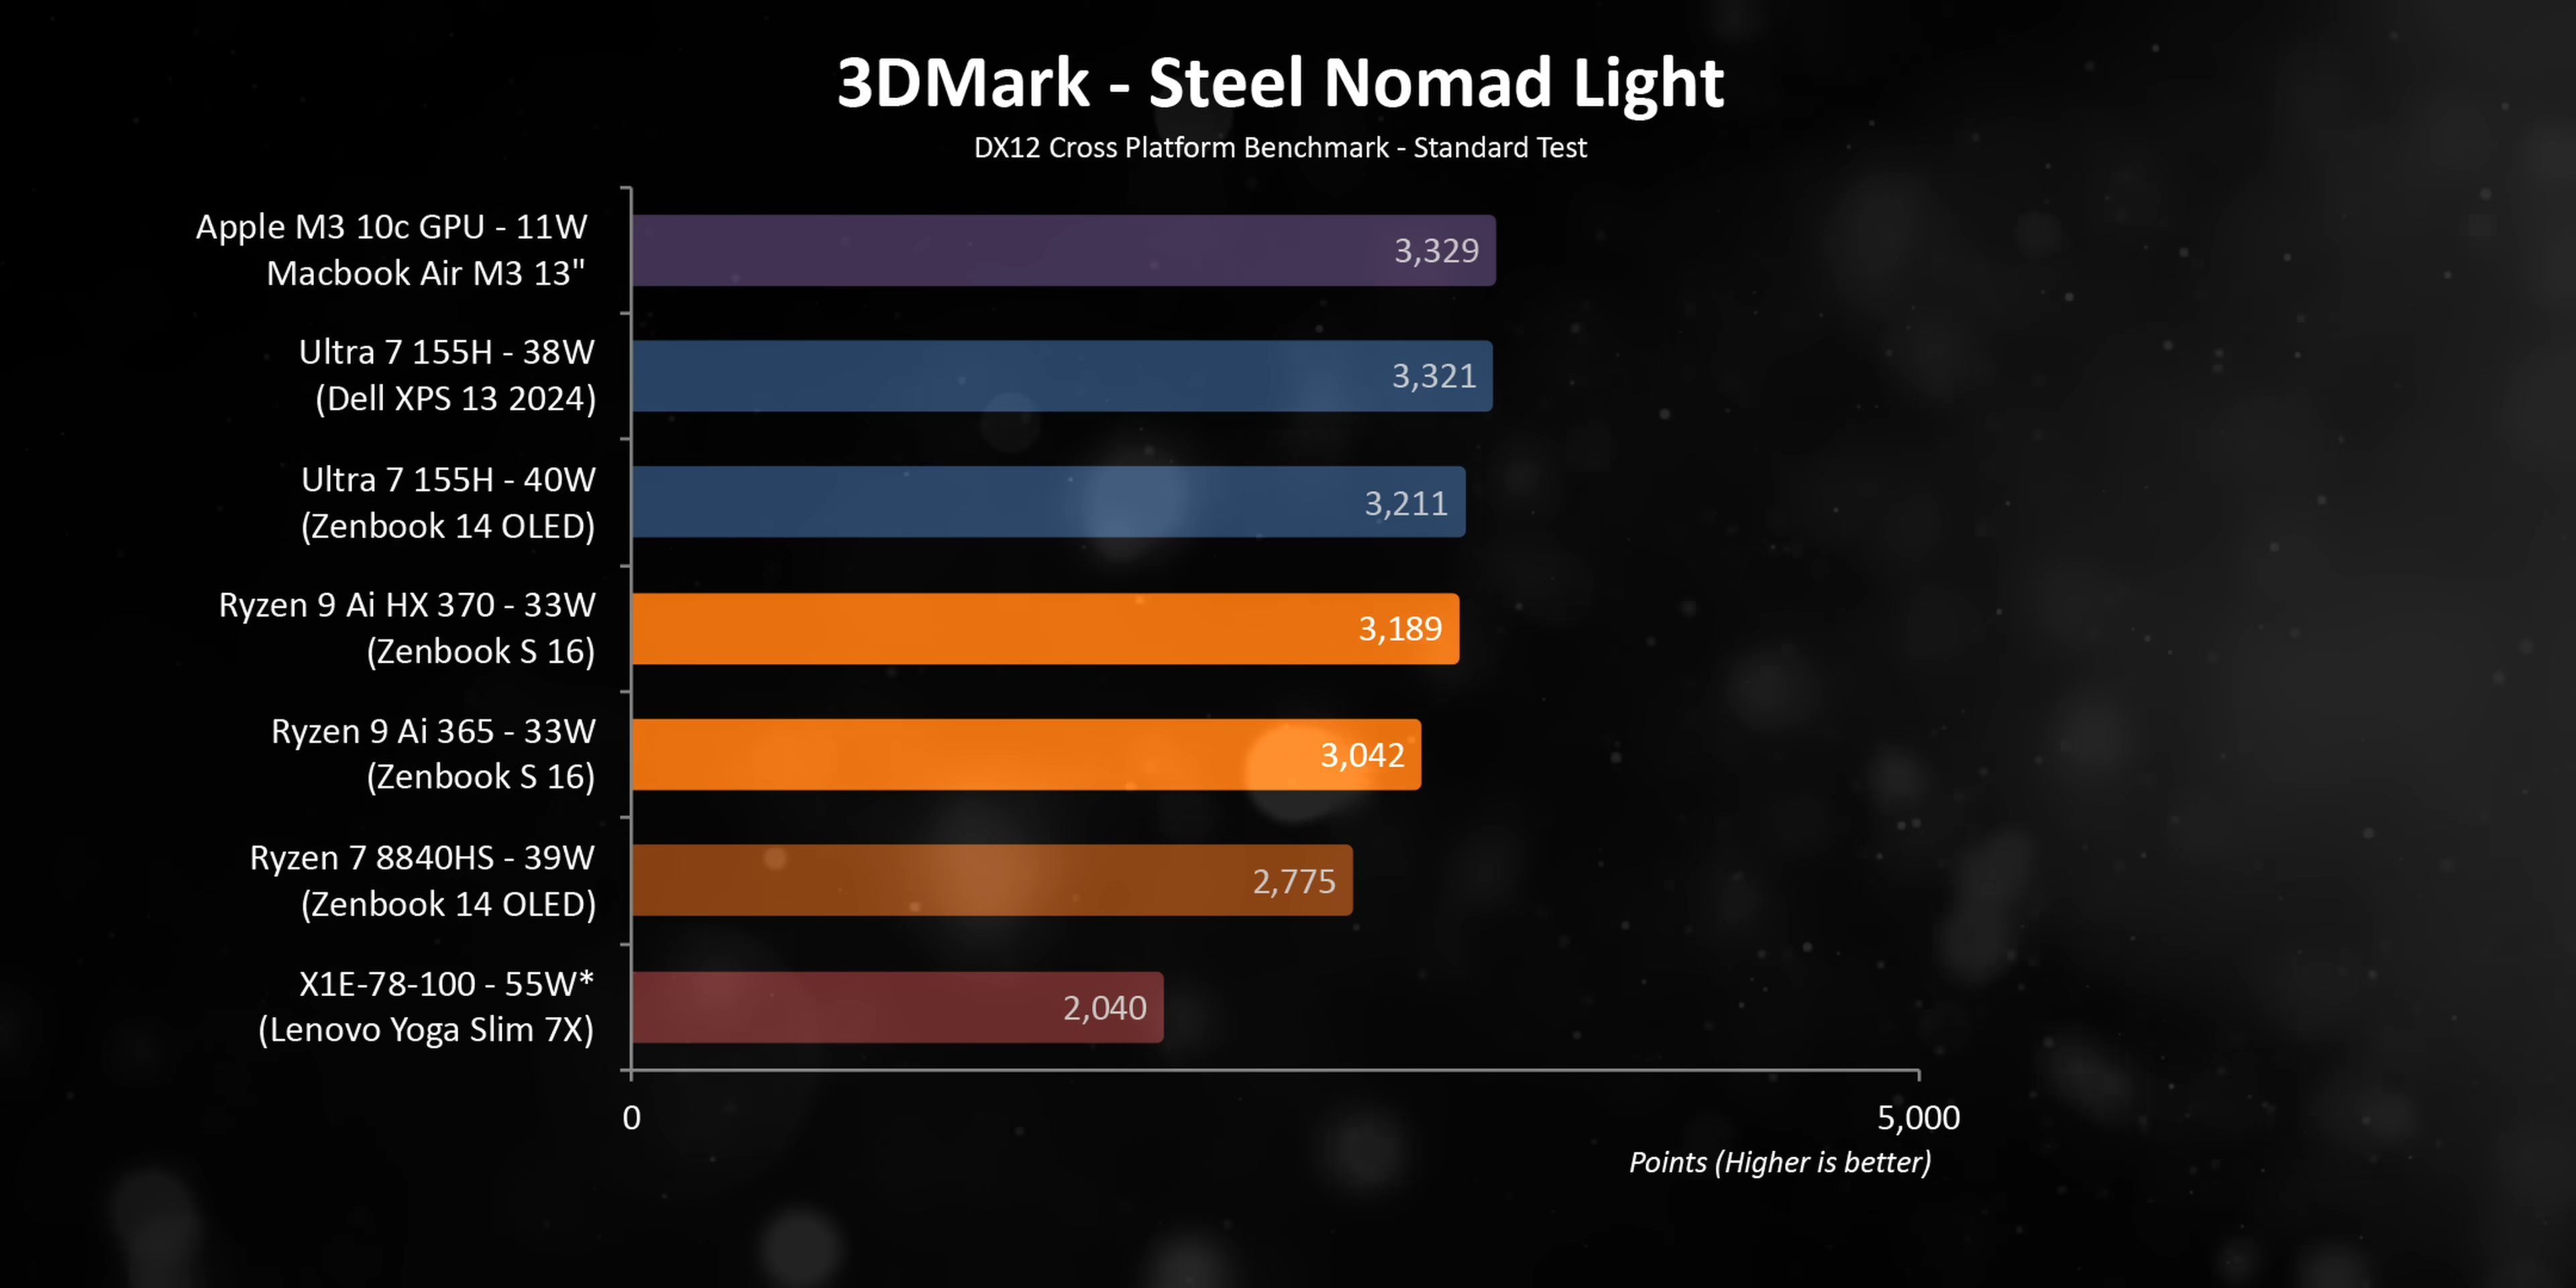 3DMark - Steel Nomad Light
DX12 Cross Platform Benchmark - Standard Test
Apple M3 10c GPU - 11W
Macbook Air M3 13"
3,329
Ultra 7 155H - 38W
(Dell XPS 13 2024)
3,321
Ultra 7 155H - 40W
(Zenbook 14 OLED)
3,211
Ryzen 9 Ai HX 370 - 33W
(Zenbook S 16)
3,189
Ryzen 9 Ai 365 - 33W
(Zenbook S 16)
3,042
Ryzen 7 8840HS - 39W
(Zenbook 14 OLED)
2,775
X1E-78-100 - 55W*
(Lenovo Yoga Slim 7X)
2,040
0
5,000
Points (Higher is better)